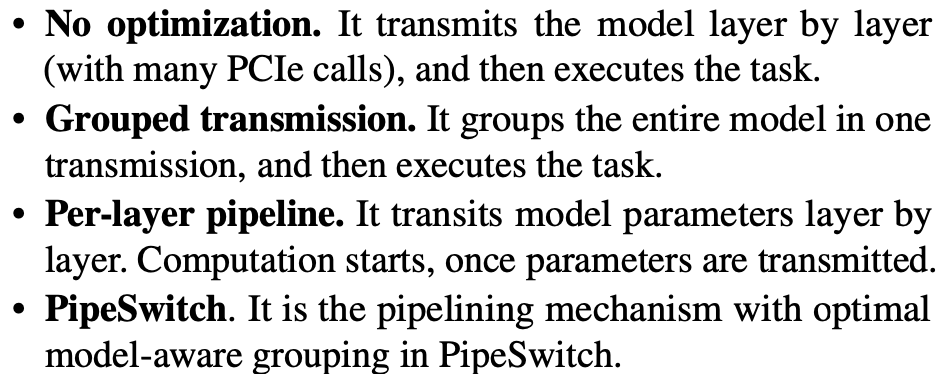 • No optimization. It transmits the model layer by layer
(with many PCIe calls), and then executes the task.
• Grouped transmission. It groups the entire model in one
transmission, and then executes the task.
• Per-layer pipeline. It transits model parameters layer by
layer. Computation starts, once parameters are transmitted.
• PipeSwitch. It is the pipelining mechanism with optimal
model-aware grouping in PipeSwitch.